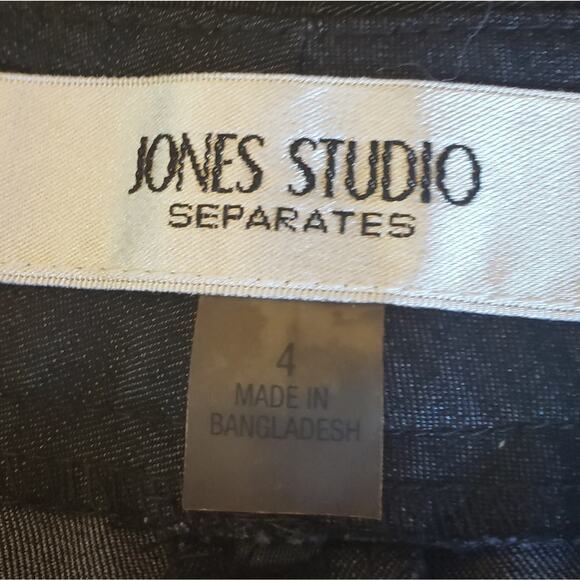 JONES STUDIO
SEPARATES
4
MADE IN
BANGLADESH